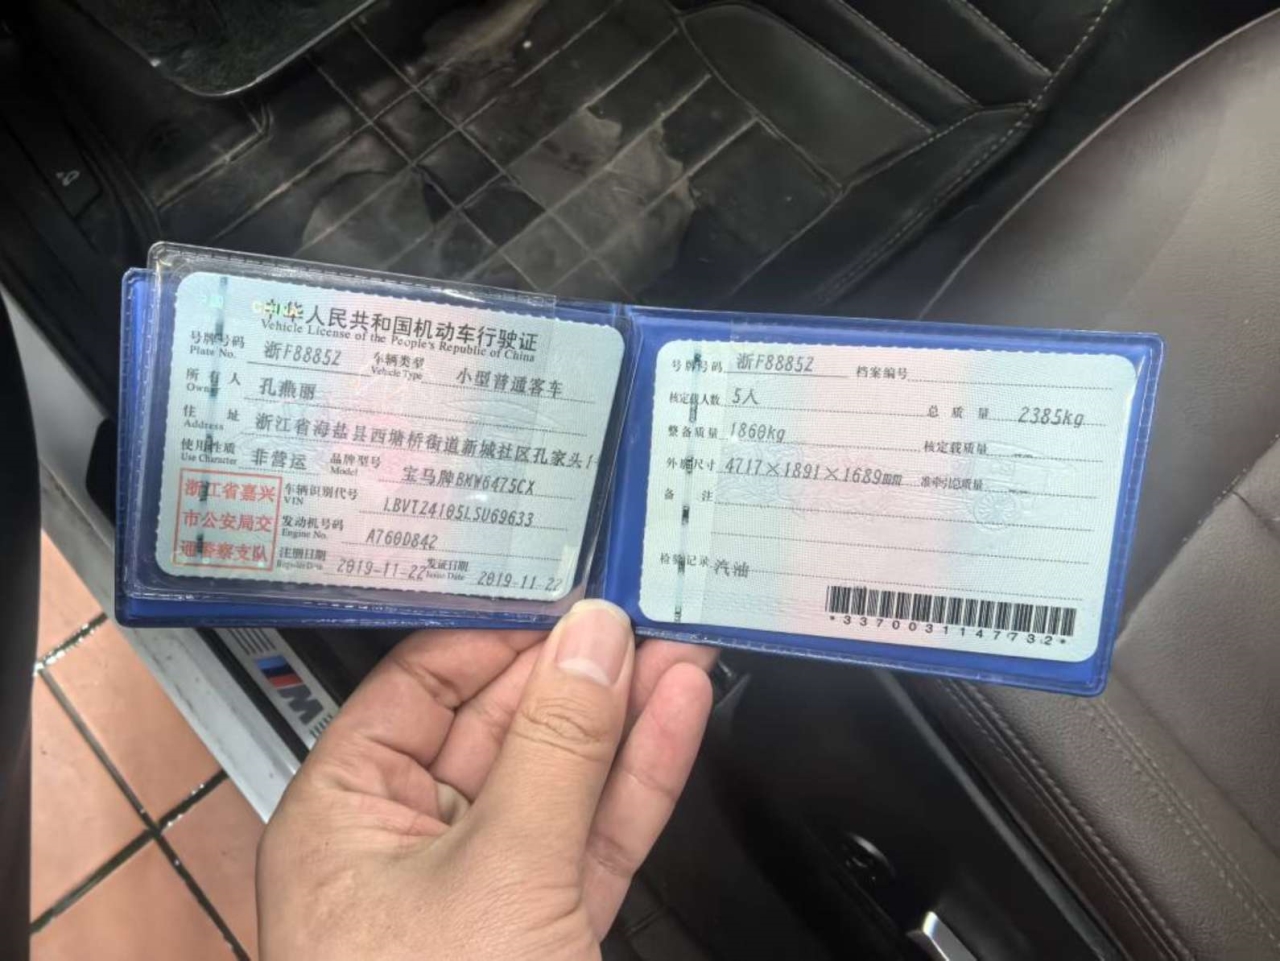 中华人民共和国机动车行驶证
Vehicle License of the People's Republic of China
号牌号码 浙F8885Z 车辆类型 小型普通客车
Plate No. Vehicle Type
所有人 孔燕丽
Owner
住址 浙江省海盐县西塘桥街道新城社区孔家头1
Address
使用性质 非营运 品牌型号 宝马牌BMW6475CX
Use Character Model
浙江省嘉兴
市公安局交
通警察支队
车辆识别代号 LBVTZ4105LSU69633
VIN
发动机号码 A760D842
Engine No.
注册日期 2019-11-22 发证日期 2019-11-22
Register Date Issue Date
号牌号码 浙F8885Z 档案编号
核定载人数 5人 总质量 2385kg
整备质量 1860kg 核定载质量
外廓尺寸 4717×1891×1689mm 准牵引总质量
备注
检验记录 汽油
*3370031147732*
M